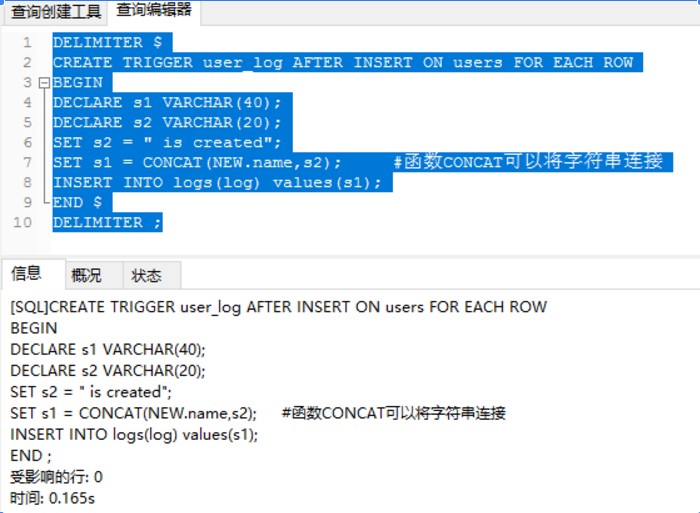 查询创建工具 查询编辑器
1 DELIMITER $
2 CREATE TRIGGER user_log AFTER INSERT ON users FOR EACH ROW
3 BEGIN
4 DECLARE s1 VARCHAR(40);
5 DECLARE s2 VARCHAR(20);
6 SET s2 = " is created";
7 SET s1 = CONCAT(NEW.name,s2); #函数CONCAT可以将字符串连接
8 INSERT INTO logs(log) values(s1);
9 END $
10 DELIMITER ;
信息 概况 状态
[SQL]CREATE TRIGGER user_log AFTER INSERT ON users FOR EACH ROW
BEGIN
DECLARE s1 VARCHAR(40);
DECLARE s2 VARCHAR(20);
SET s2 = " is created";
SET s1 = CONCAT(NEW.name,s2); #函数CONCAT可以将字符串连接
INSERT INTO logs(log) values(s1);
END ;
受影响的行: 0
时间: 0.165s